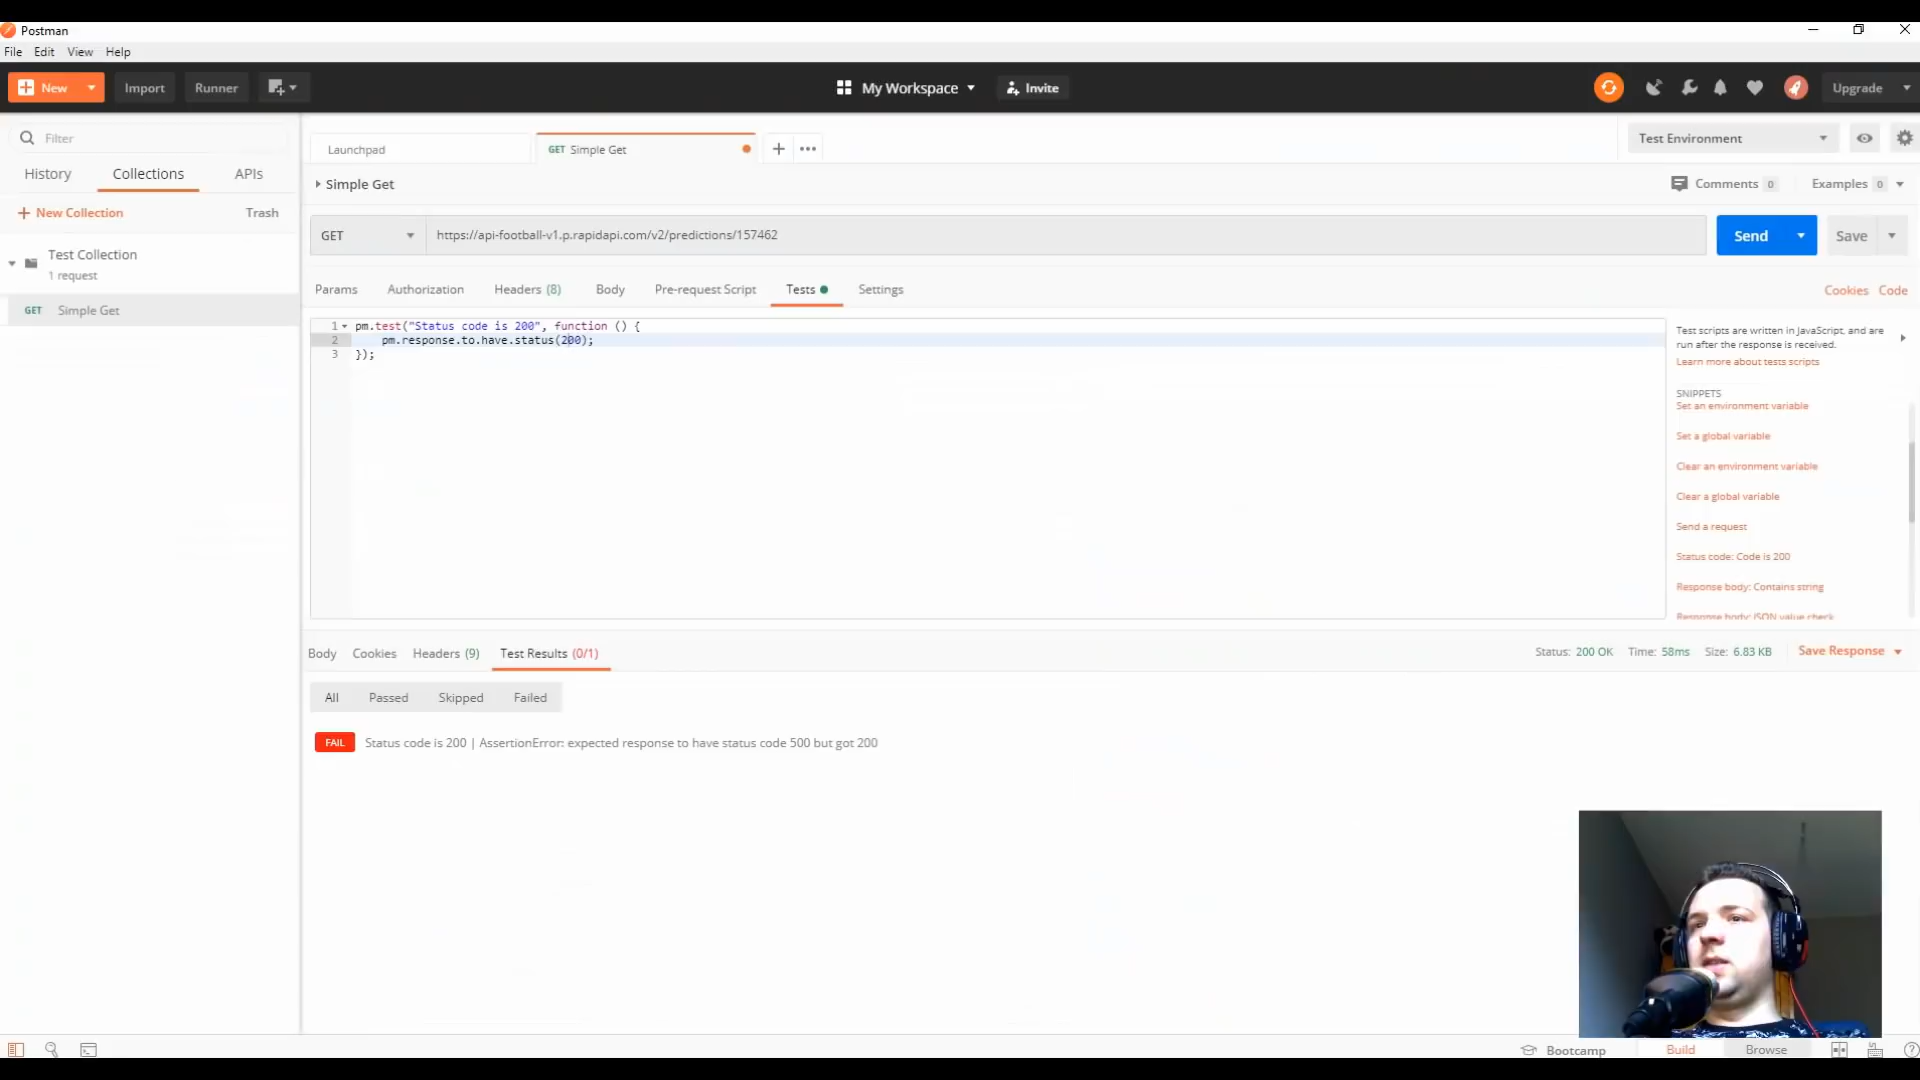 Postman
File Edit View Help
New Import Runner My Workspace Invite Upgrade
Filter
History Collections APIs
New Collection Trash
Test Collection
1 request
GET Simple Get
Launchpad GET Simple Get Test Environment
Simple Get Comments 0 Examples 0
GET https://api-football-v1.p.rapidapi.com/v2/predictions/157462 Send Save
Params Authorization Headers (8) Body Pre-request Script Tests Settings Cookies Code
1 pm.test("Status code is 200", function () {
2 pm.response.to.have.status(200);
3 });
Test scripts are written in JavaScript, and are
run after the response is received.
Learn more about tests scripts
SNIPPETS
Set an environment variable
Set a global variable
Clear an environment variable
Clear a global variable
Send a request
Status code: Code is 200
Response body: Contains string
Response body: JSON value check
Body Cookies Headers (9) Test Results (0/1) Status: 200 OK Time: 58ms Size: 6.83 KB Save Response
All Passed Skipped Failed
FAIL Status code is 200 | AssertionError: expected response to have status code 500 but got 200
Bootcamp Build Browse